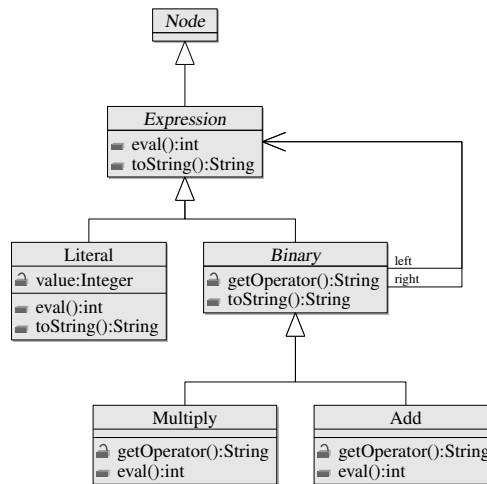 Node
Expression
eval():int
toString():String
Literal
value:Integer
eval():int
toString():String
Binary
getOperator():String
toString():String
left
right
Multiply
getOperator():String
eval():int
Add
getOperator():String
eval():int